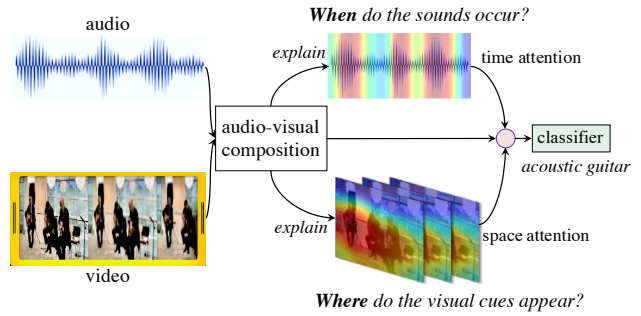 When do the sounds occur?
audio
explain
time attention
audio-visual
composition
classifier
acoustic guitar
explain
space attention
video
Where do the visual cues appear?